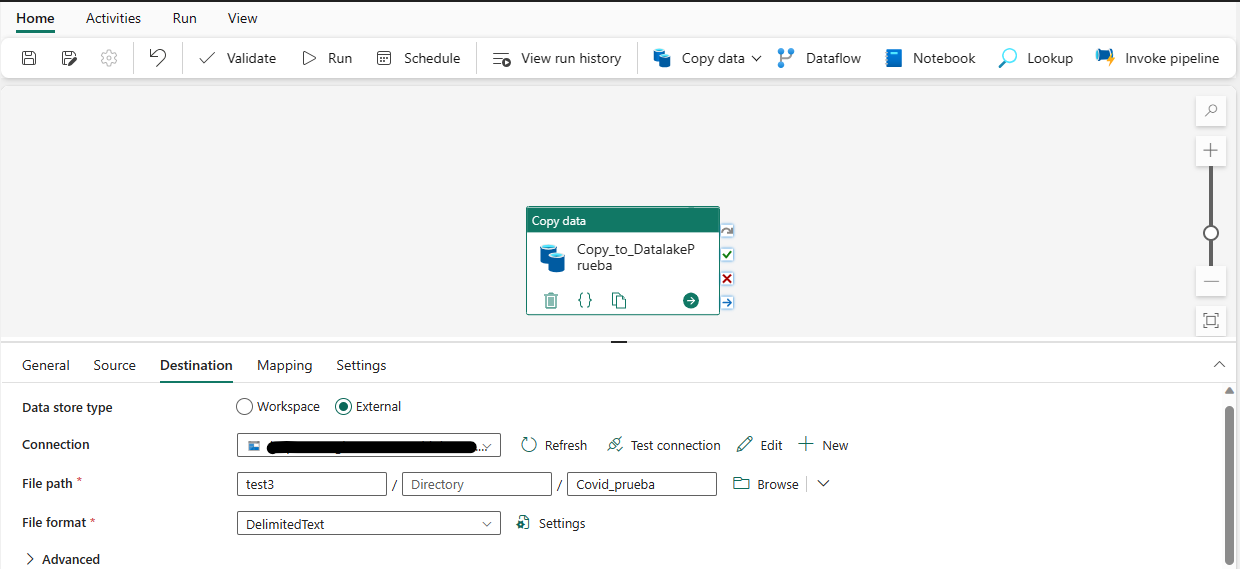 Home Activities Run View
Validate Run Schedule View run history Copy data Dataflow Notebook Lookup Invoke pipeline
Copy data
Copy_to_DatalakeP
rueba
{}
General Source Destination Mapping Settings
Data store type Workspace External
Connection ... Refresh Test connection Edit New
File path * test3 / Directory / Covid_prueba Browse
File format * DelimitedText Settings
Advanced